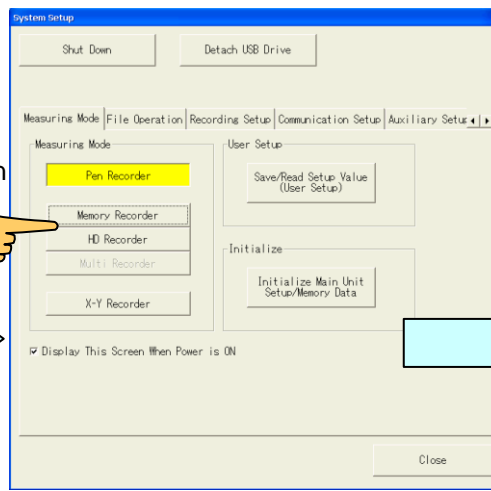 System Setup
Shut Down
Detach USB Drive
Measuring Mode
File Operation
Recording Setup
Communication Setup
Auxiliary Setup
Measuring Mode
User Setup
Pen Recorder
Save/Read Setup Value
(User Setup)
Memory Recorder
HD Recorder
Initialize
Multi Recorder
Initialize Main Unit
Setup/Memory Data
X-Y Recorder
Display This Screen When Power is ON
Close